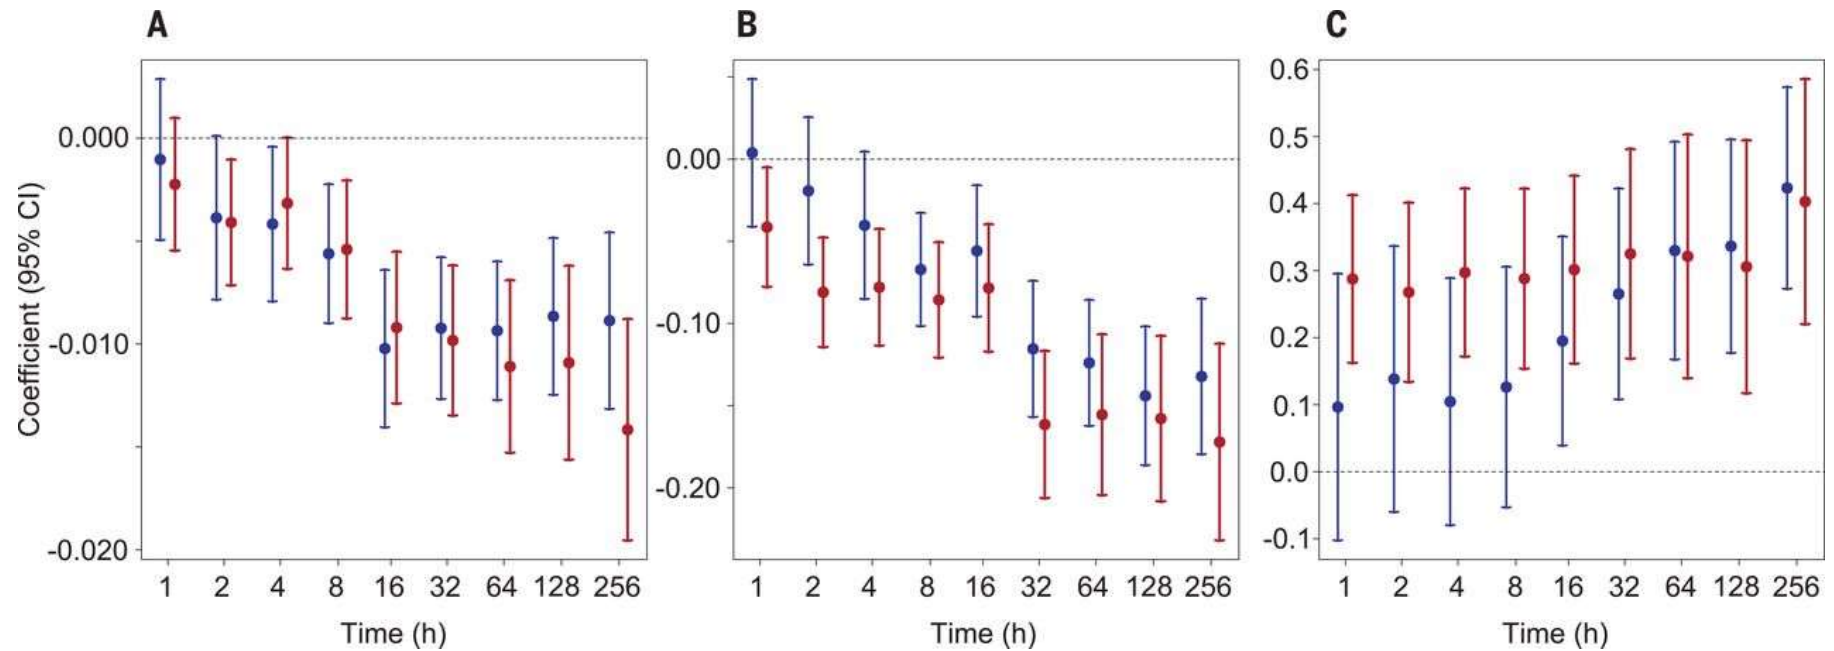 A
B
C
Coefficient (95% CI)
0.000
-0.010
-0.020
1 2 4 8 16 32 64 128 256
Time (h)
0.00
-0.10
-0.20
1 2 4 8 16 32 64 128 256
Time (h)
0.6
0.5
0.4
0.3
0.2
0.1
0.0
-0.1
1 2 4 8 16 32 64 128 256
Time (h)